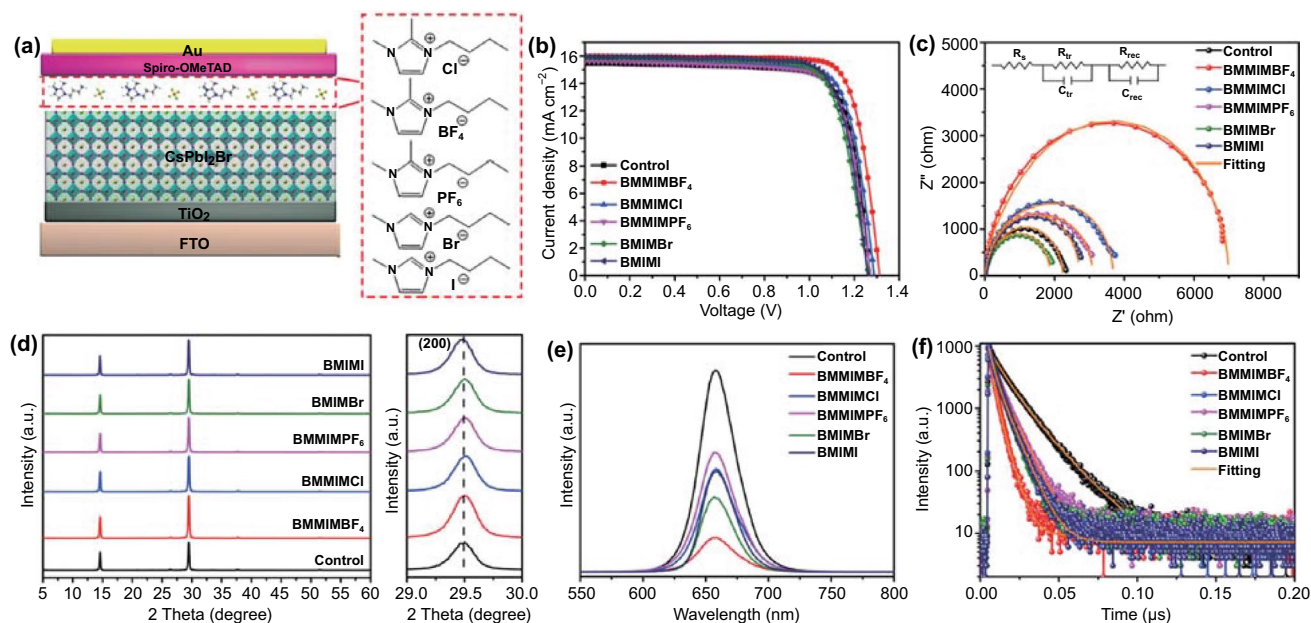 (a)
Au
Spiro-OMeTAD
CsPbI₂Br
TiO₂
FTO
Cl⊖
⊕
BF₄
⊖
⊕
PF₆
⊖
⊕
Br⊖
⊕
I⊖
⊕
(b)
Current density (mA cm⁻²)
16
14
12
10
8
6
4
2
0
Control
BMMIMBF₄
BMMIMCl
BMMIMPF₆
BMIMBr
BMIMI
0.0 0.2 0.4 0.6 0.8 1.0 1.2 1.4
Voltage (V)
(c)
Z'' (ohm)
5000
4000
3000
2000
1000
0
Rs Rtr Rrec
Ctr Crec
Control
BMMIMBF₄
BMMIMCl
BMMIMPF₆
BMIMBr
BMIMI
Fitting
0 2000 4000 6000 8000
Z' (ohm)
(d)
Intensity (a.u.)
BMIMI
BMIMBr
BMMIMPF₆
BMMIMCl
BMMIMBF₄
Control
5 10 15 20 25 30 35 40 45 50 55 60
2 Theta (degree)
Intensity (a.u.)
(200)
29.0 29.5 30.0
2 Theta (degree)
(e)
Intensity (a.u.)
Control
BMMIMBF₄
BMMIMCl
BMMIMPF₆
BMIMBr
BMIMI
550 600 650 700 750 800
Wavelength (nm)
(f)
Intensity (a.u.)
1000
1000
100
10
Control
BMMIMBF₄
BMMIMCl
BMMIMPF₆
BMIMBr
BMIMI
Fitting
0.00 0.05 0.10 0.15 0.20
Time (µs)